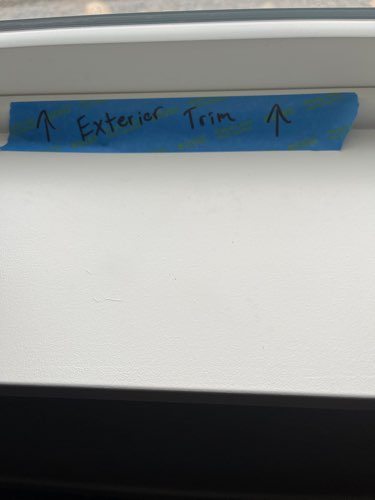 ↑ Exterior Trim ↑